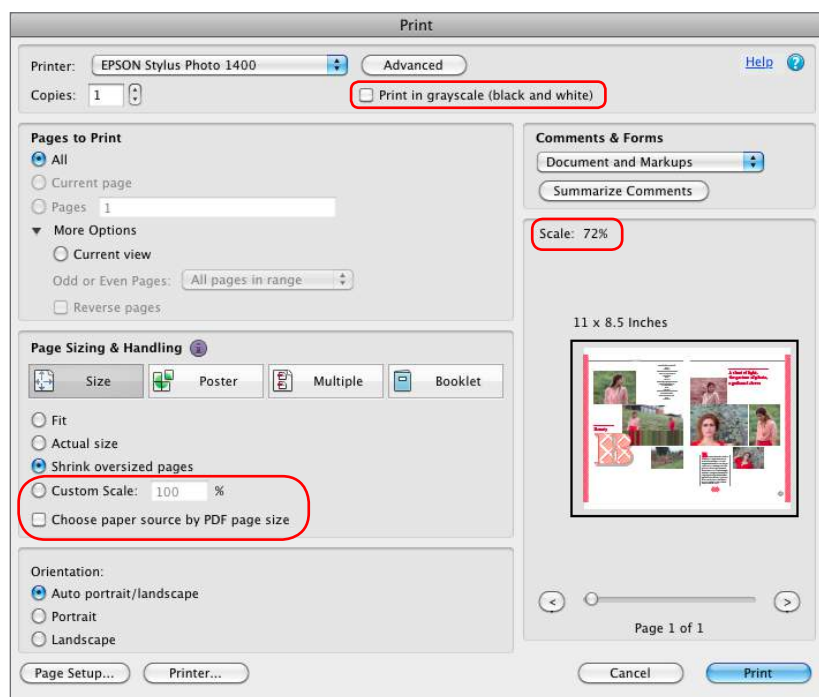 Print
Printer: EPSON Stylus Photo 1400 Advanced Help ?
Copies: 1 Print in grayscale (black and white)
Pages to Print
All
Current page
Pages 1
More Options
Current view
Odd or Even Pages: All pages in range
Reverse pages
Page Sizing & Handling i
Size Poster Multiple Booklet
Fit
Actual size
Shrink oversized pages
Custom Scale: 100 %
Choose paper source by PDF page size
Orientation:
Auto portrait/landscape
Portrait
Landscape
Comments & Forms
Document and Markups
Summarize Comments
Scale: 72%
11 x 8.5 Inches
< >
Page 1 of 1
Page Setup... Printer... Cancel Print